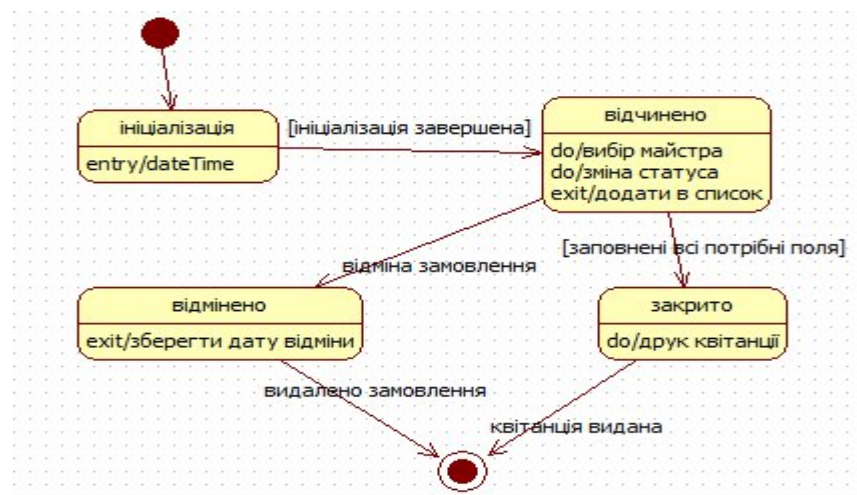 ініціалізація
entry/dateTime
[ініціалізація завершена]
відчинено
do/вибір майстра
do/зміна статуса
exit/додати в список
відміна замовлення
[заповнені всі потрібні поля]
відмінено
exit/зберегти дату відміни
закрито
do/друк квітанції
видалено замовлення
квітанція видана